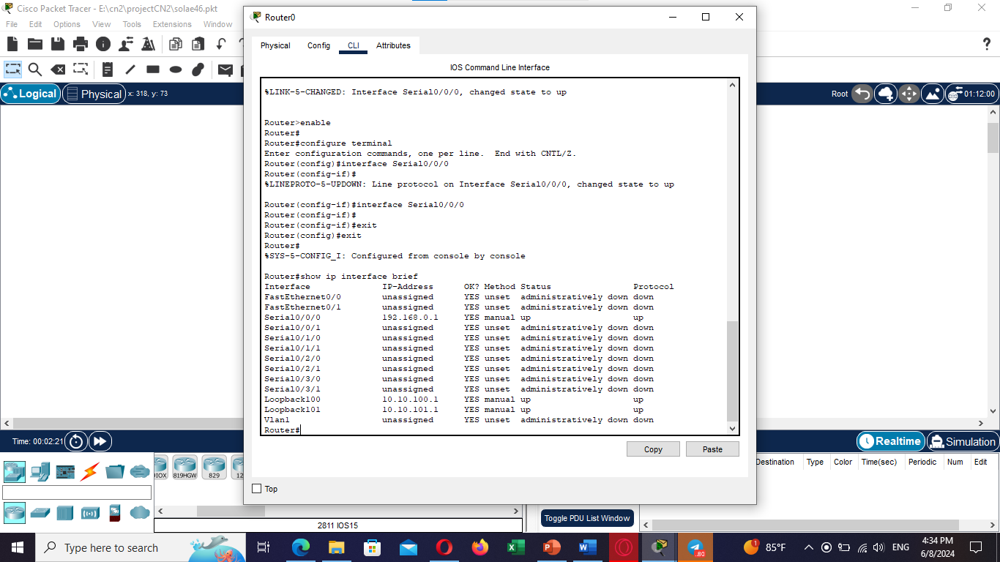 Cisco Packet Tracer - E:\cn2\projectCN2\solae46.pkt
File Edit Options View Tools Extensions Window
Router0
Physical Config CLI Attributes
IOS Command Line Interface
Logical Physical x: 318, y: 73
Root 01:12:00
%LINK-5-CHANGED: Interface Serial0/0/0, changed state to up
Router>enable
Router#
Router#configure terminal
Enter configuration commands, one per line.  End with CNTL/Z.
Router(config)#interface Serial0/0/0
Router(config-if)#
%LINEPROTO-5-UPDOWN: Line protocol on Interface Serial0/0/0, changed state to up
Router(config-if)#interface Serial0/0/0
Router(config-if)#
Router(config-if)#exit
Router(config)#exit
Router#
%SYS-5-CONFIG_I: Configured from console by console
Router#show ip interface brief
Interface IP-Address OK? Method Status Protocol
FastEthernet0/0 unassigned YES unset administratively down down
FastEthernet0/1 unassigned YES unset administratively down down
Serial0/0/0 192.168.0.1 YES manual up up
Serial0/0/1 unassigned YES unset administratively down down
Serial0/1/0 unassigned YES unset administratively down down
Serial0/1/1 unassigned YES unset administratively down down
Serial0/2/0 unassigned YES unset administratively down down
Serial0/2/1 unassigned YES unset administratively down down
Serial0/3/0 unassigned YES unset administratively down down
Serial0/3/1 unassigned YES unset administratively down down
Loopback100 10.10.100.1 YES manual up up
Loopback101 10.10.101.1 YES manual up up
Vlan1 unassigned YES unset administratively down down
Router#
Copy Paste
Top
Time: 00:02:21
Realtime Simulation
IOX 819HGW 829 12
2811 IOS15
Toggle PDU List Window
Destination Type Color Time(sec) Periodic Num Edit
Type here to search
.80
1 85°F ENG
4:34 PM
6/8/2024